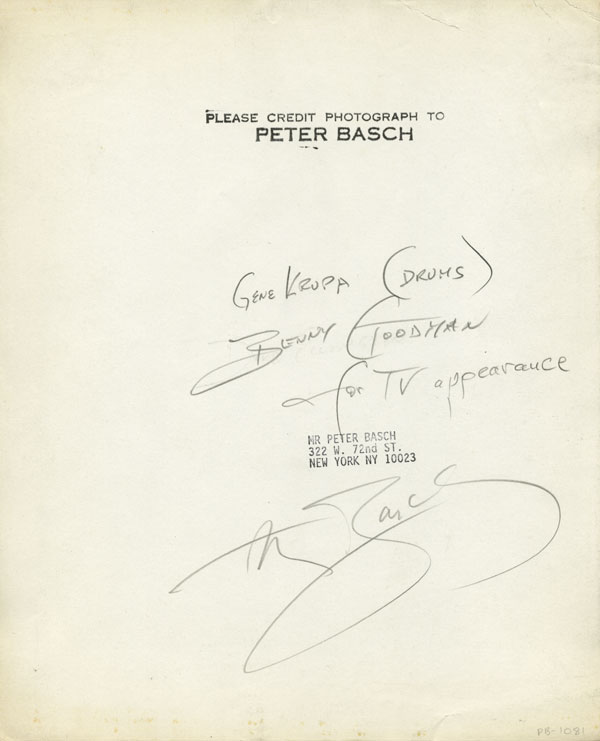 PLEASE CREDIT PHOTOGRAPH TO
PETER BASCH
GENE KRUPA (DRUMS)
BENNY GOODMAN
for TV appearance
MR PETER BASCH
322 W. 72nd ST.
NEW YORK NY 10023
Basch
PB-1081